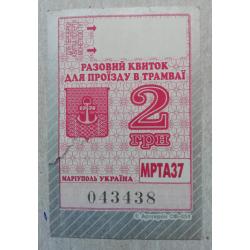 РАЗОВИЙ КВИТОК
ДЛЯ ПРОЇЗДУ В ТРАМВАЇ
2
ГРН
МРТА37
МАРІУПОЛЬ УКРАЇНА
043438